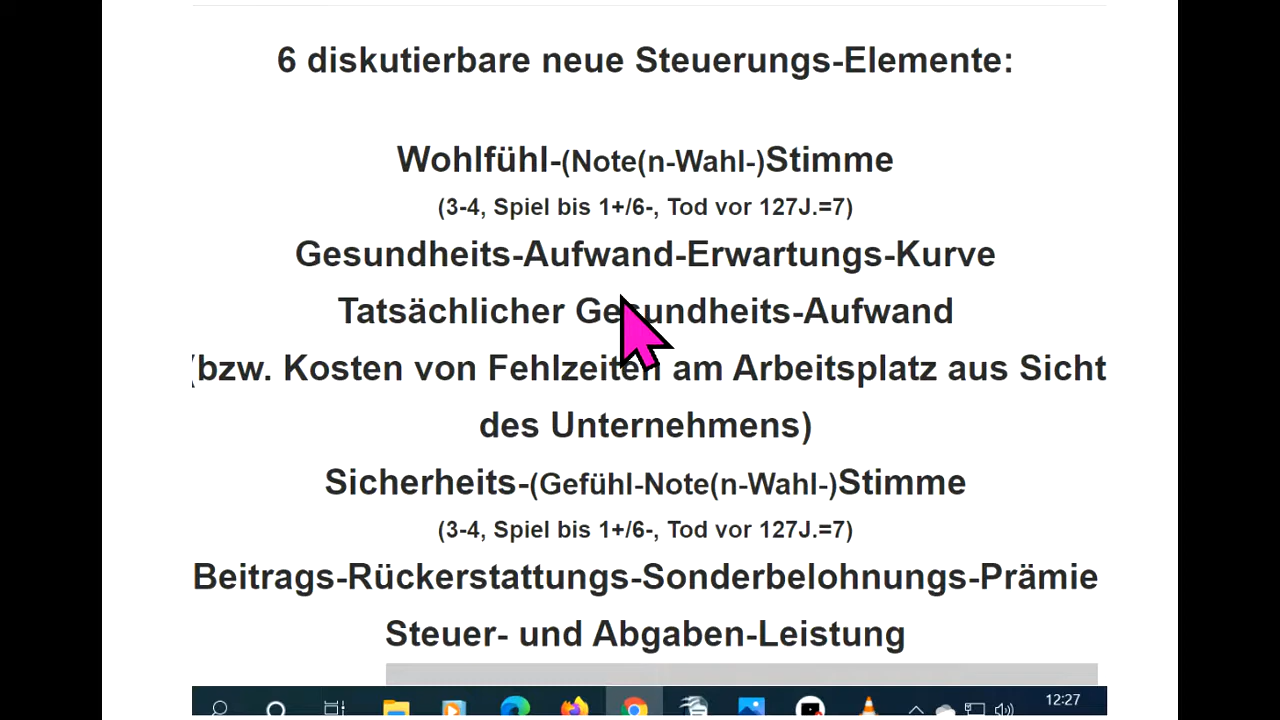 6 diskutierbare neue Steuerungs-Elemente:
Wohlfühl-(Note(n-Wahl-)Stimme
(3-4, Spiel bis 1+/6-, Tod vor 127J.=7)
Gesundheits-Aufwand-Erwartungs-Kurve
Tatsächlicher Gesundheits-Aufwand
(bzw. Kosten von Fehlzeiten am Arbeitsplatz aus Sicht
des Unternehmens)
Sicherheits-(Gefühl-Note(n-Wahl-)Stimme
(3-4, Spiel bis 1+/6-, Tod vor 127J.=7)
Beitrags-Rückerstattungs-Sonderbelohnungs-Prämie
Steuer- und Abgaben-Leistung
12:27